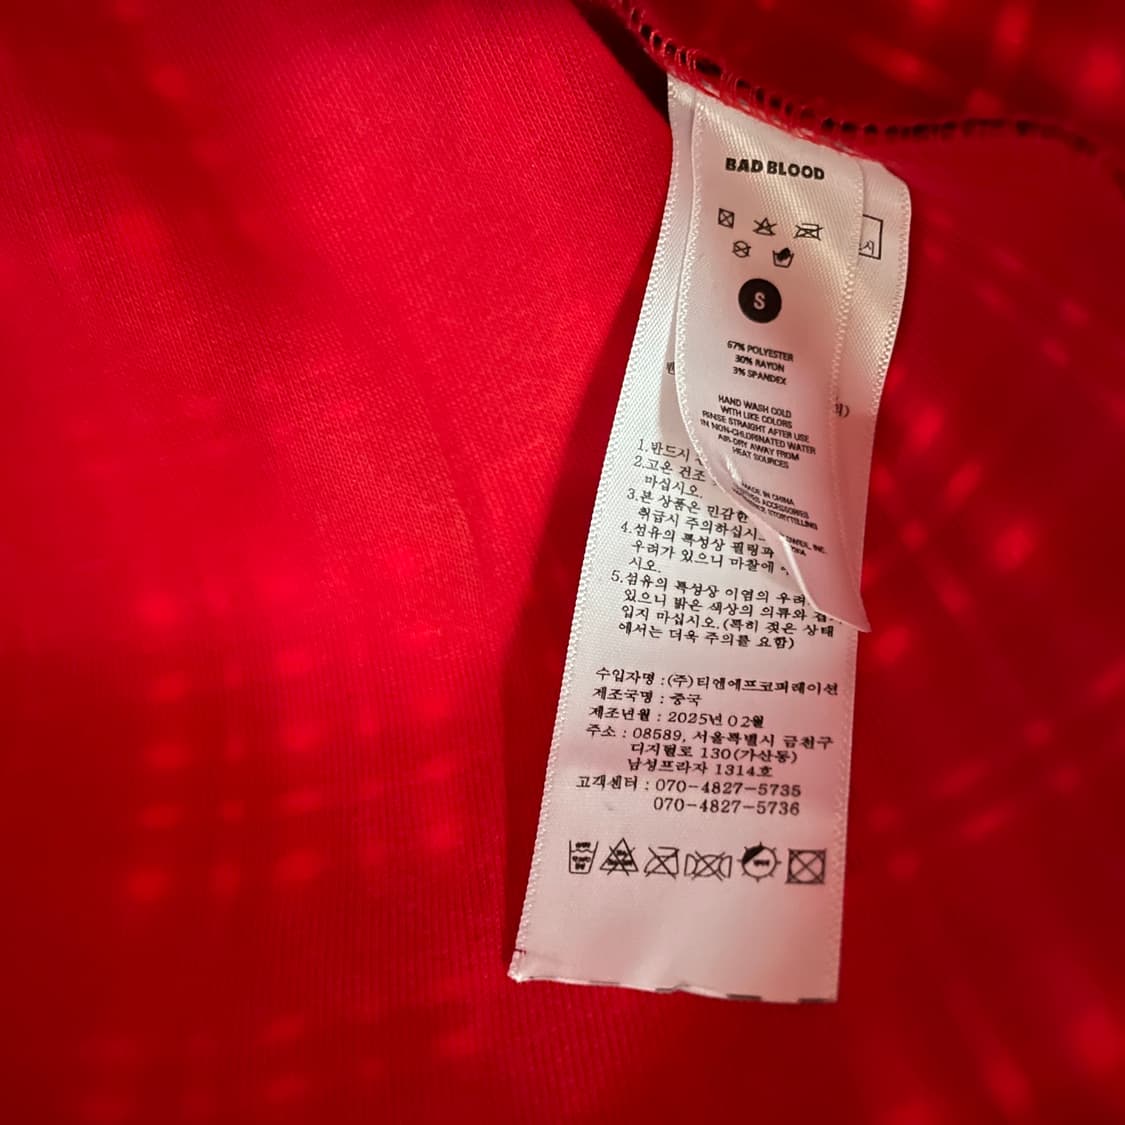 BAD BLOOD
S
67% POLYESTER
30% RAYON
3% SPANDEX
HAND WASH COLD
WITH LIKE COLORS
RINSE STRAIGHT AFTER USE
IN NON-CHLORINATED WATER
AIR-DRY AWAY FROM
HEAT SOURCES
MADE IN CHINA
ACCESSORIES
STORYTELLING
INC.
1.반드시
2.고온 건조
마십시오.
3.본 상품은 민감한
취급시 주의하십시
4.섬유의 특성상 필링과
우려가 있으니 마찰에
시오.
5.섬유의 특성상 이염의 우려
있으니 밝은 색상의 의류와
입지 마십시오.(특히 젖은 상태
에서는 더욱 주의를 요함)
수입자명 :(주)티엔에프코퍼레이션
제조국명 : 중국
제조년월 : 2025년 02월
주소 : 08589, 서울특별시 금천구
디지털로 130(가산동)
남성프라자 1314호
고객센터 : 070-4827-5735
070-4827-5736